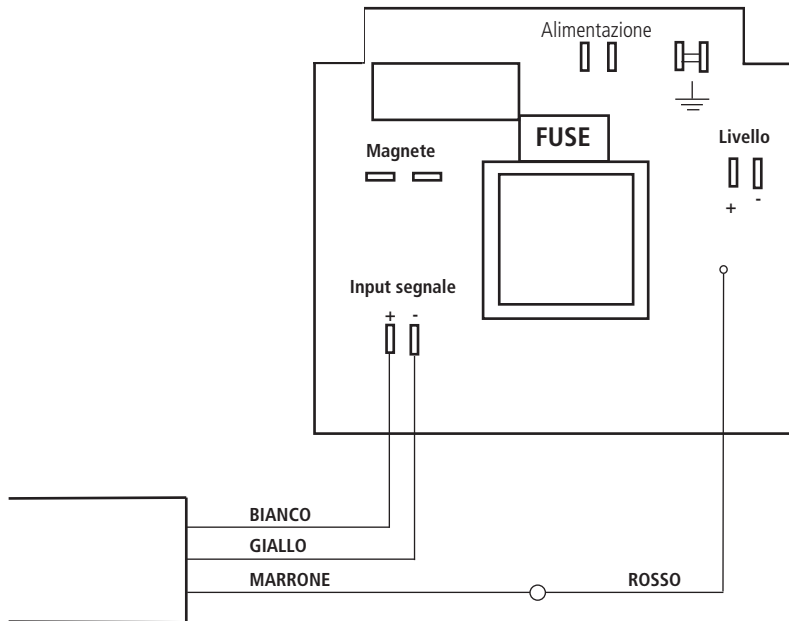 Alimentazione
FUSE
Livello
Magnete
+ -
Input segnale
+ -
BIANCO
GIALLO
MARRONE
ROSSO